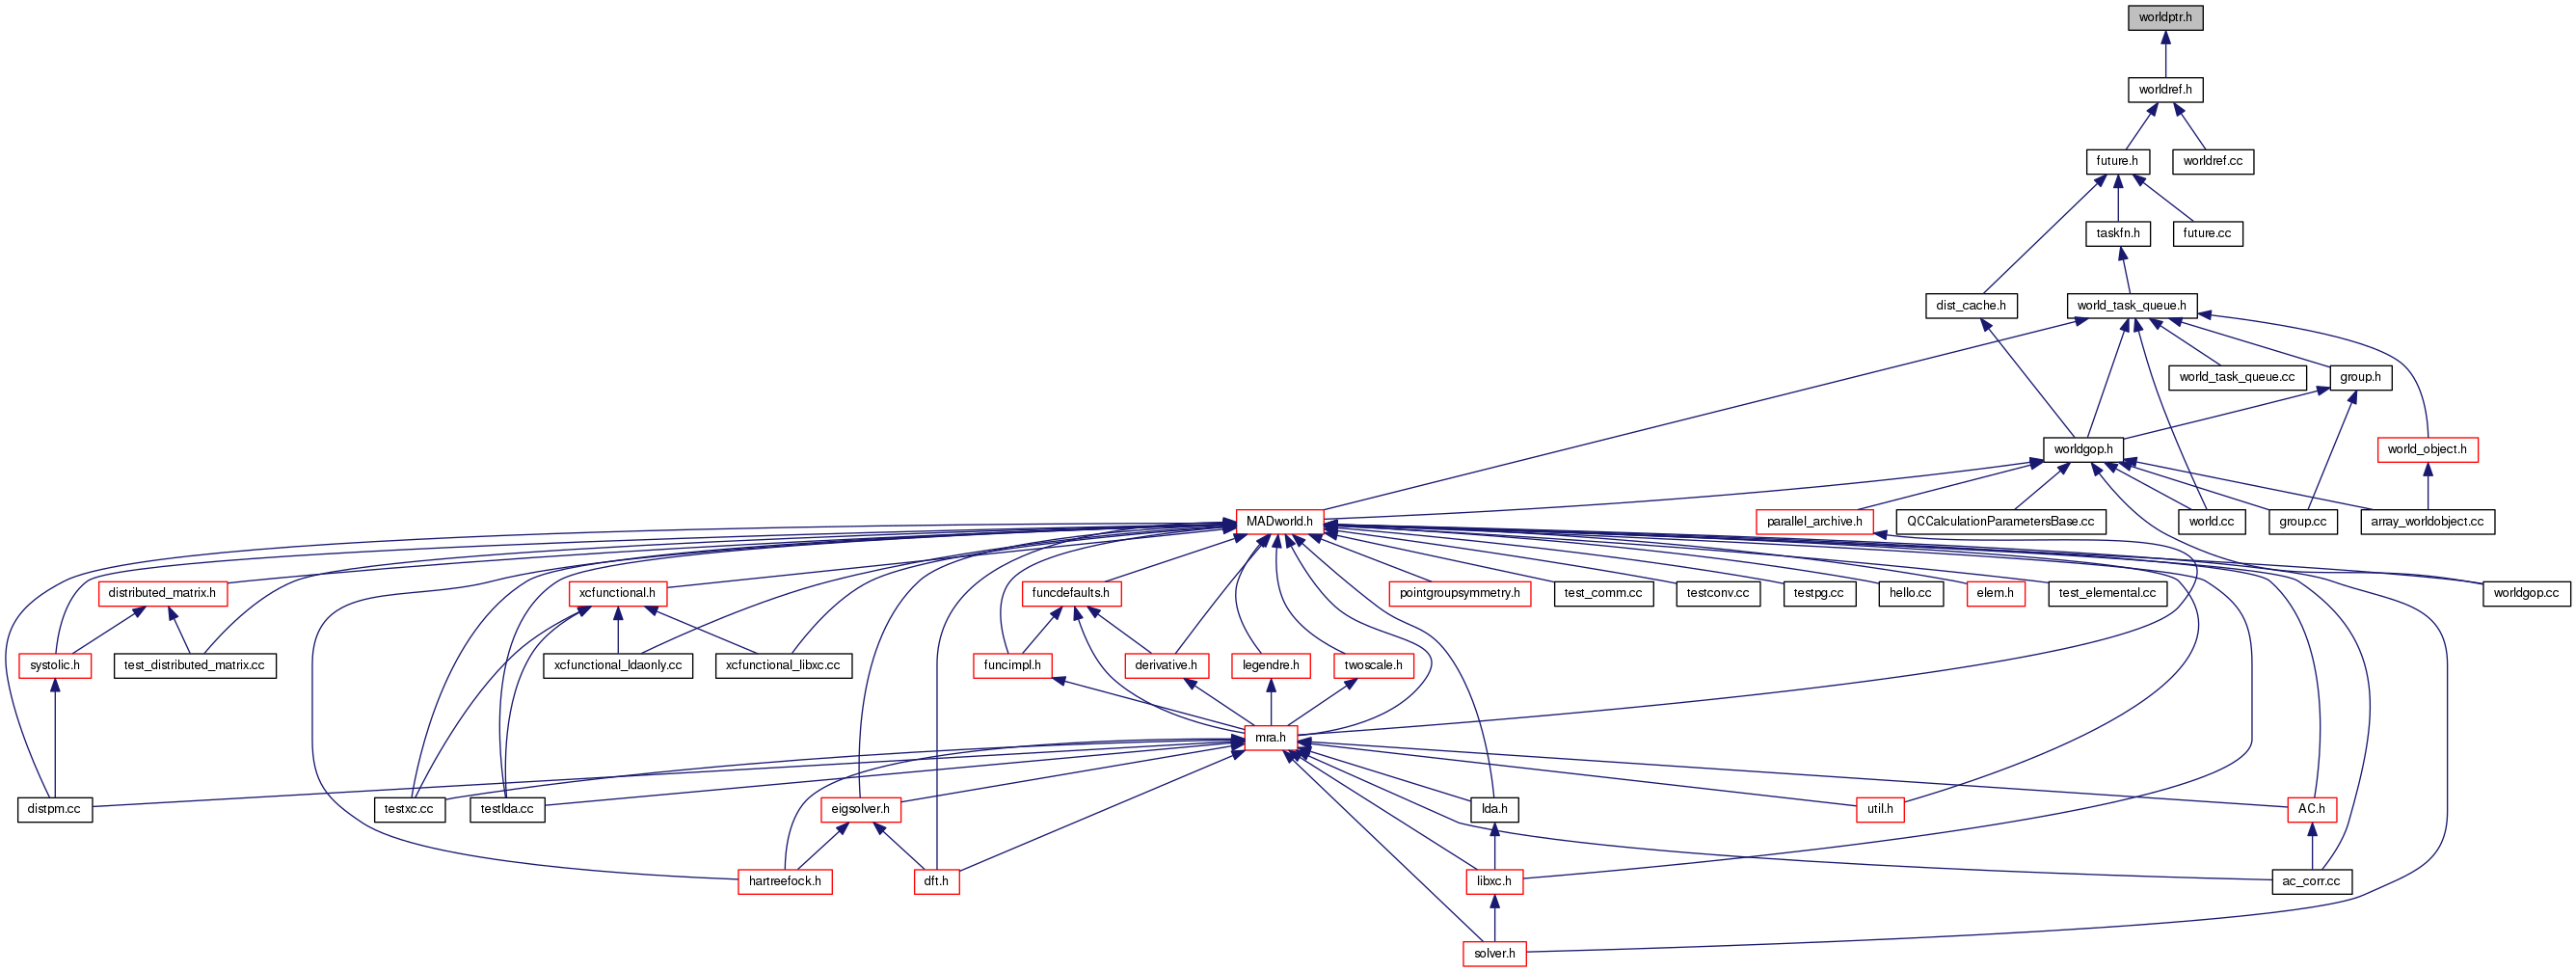 worldptr.h
worldref.h
future.h
worldref.cc
taskfn.h
future.cc
dist_cache.h
world_task_queue.h
world_task_queue.cc
group.h
worldgop.h
world_object.h
MADworld.h
parallel_archive.h
QCCalculationParametersBase.cc
world.cc
group.cc
array_worldobject.cc
distributed_matrix.h
xcfunctional.h
funcdefaults.h
pointgroupsymmetry.h
test_comm.cc
testconv.cc
testpg.cc
hello.cc
elem.h
test_elemental.cc
worldgop.cc
systolic.h
test_distributed_matrix.cc
xcfunctional_ldaonly.cc
xcfunctional_libxc.cc
funcimpl.h
derivative.h
legendre.h
twoscale.h
mra.h
distpm.cc
testxc.cc
testlda.cc
eigsolver.h
lda.h
util.h
AC.h
hartreefock.h
dft.h
libxc.h
ac_corr.cc
solver.h